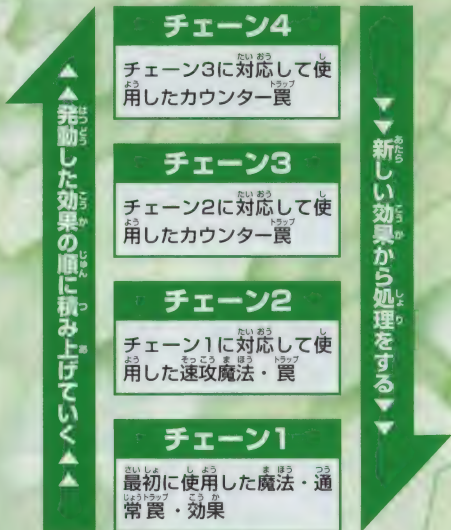 チェーン4
チェーン3に対応して使
用したカウンター罠
チェーン3
チェーン2に対応して使
用したカウンター罠
チェーン2
チェーン1に対応して使
用した速攻魔法・罠
チェーン1
最初に使用した魔法・通
常罠・効果
▲▲発動した効果の順に積み上げていく▲▲
▼▼新しい効果から処理をする▼▼